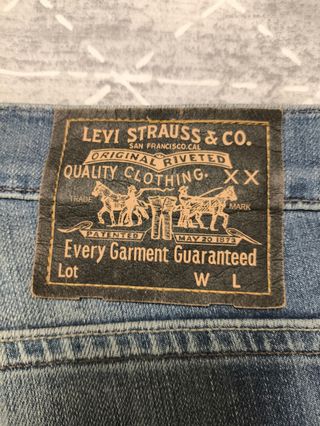 LEVI STRAUSS & CO.
SAN FRANCISCO.CAL
ORIGINAL RIVETED
QUALITY CLOTHING. XX
TRADE MARK
PATENTED MAY 20 1873
Every Garment Guaranteed
Lot W L